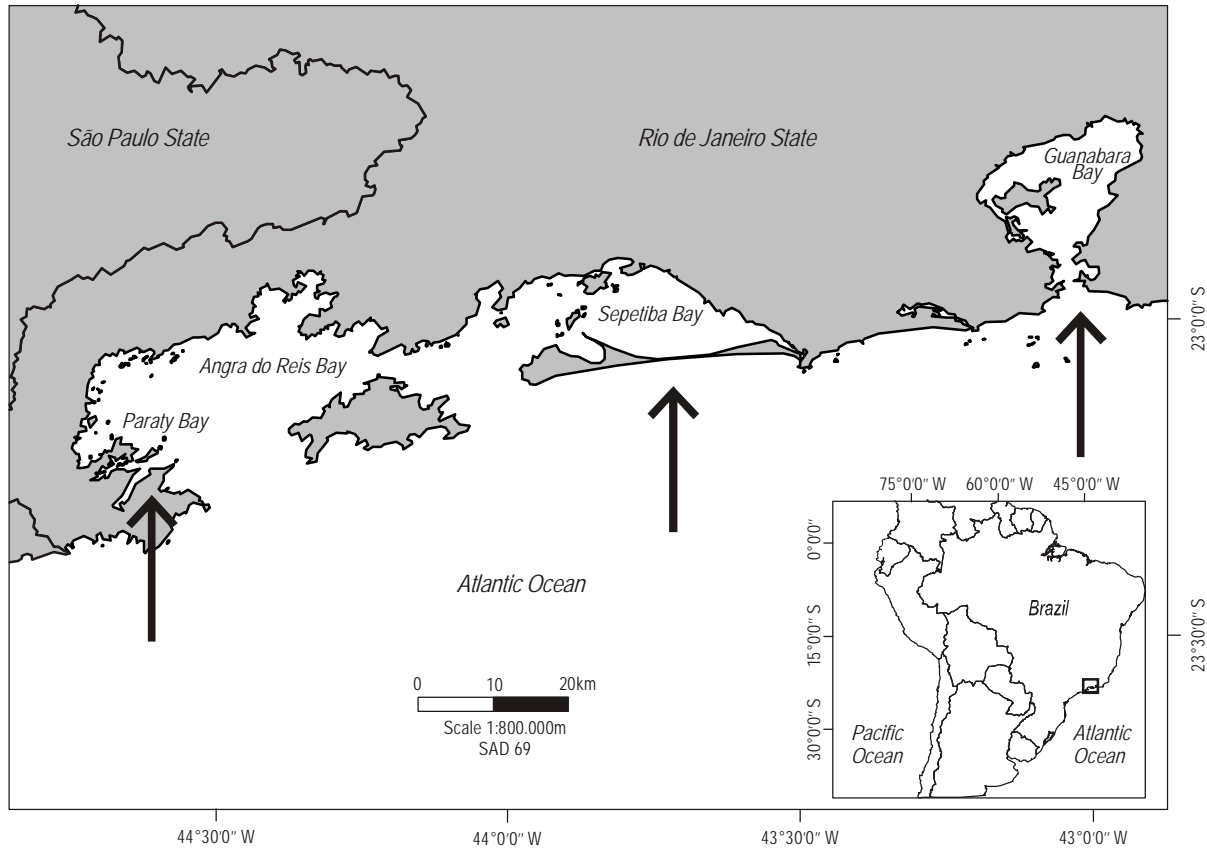 São Paulo State
Rio de Janeiro State
Guanabara
Bay
Sepetiba Bay
Angra do Reis Bay
Paraty Bay
Atlantic Ocean
0 10 20km
Scale 1:800.000m
SAD 69
75°0'0" W 60°0'0" W 45°0'0" W
0°0'0"
15°0'0" S
30°0'0" S
Brazil
Pacific
Ocean
Atlantic
Ocean
23°0'0" S
23°30'0" S
44°30'0" W 44°0'0" W 43°30'0" W 43°0'0" W